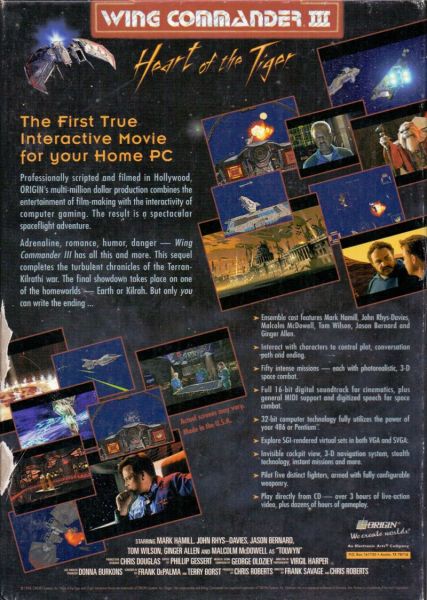 WING COMMANDER III
Heart of the Tiger
The First True
Interactive Movie
for your Home PC
Professionally scripted and filmed in Hollywood,
ORIGIN's multi-million dollar production combines the
entertainment of film-making with the interactivity of
computer gaming. The result is a spectacular
spaceflight adventure.
Adrenaline, romance, humor, danger — Wing
Commander III has all this and more. This sequel
completes the turbulent chronicles of the Terran-
Kilrathi war. The final showdown takes place on one
of the homeworlds — Earth or Kilrah. But only you
can write the ending ...
Ensemble cast features Mark Hamill, John Rhys-Davies,
Malcolm McDowell, Tom Wilson, Jason Bernard and
Ginger Allen.
Interact with characters to control plot, conversation
path and ending.
Fifty intense missions — each with photorealistic, 3-D
space combat.
Full 16-bit digital soundtrack for cinematics, plus
general MIDI support and digitized speech for space
combat.
32-bit computer technology fully utilizes the power of
your 486 or Pentium™.
Explore SGI-rendered virtual sets in both VGA and SVGA.
Invisible cockpit view, 3-D navigation system, stealth
technology, instant missions and more.
Pilot five distinct fighters, armed with fully configurable
weaponry.
Play directly from CD — over 3 hours of live-action
video, plus dozens of hours of gameplay.
Actual screens may vary.
Made in the U.S.A.
ORIGIN
We create worlds.
An Electronic Arts® Company
P.O. Box 161750 • Austin, TX 78716
STARRING MARK HAMILL, JOHN RHYS-DAVIES, JASON BERNARD,
TOM WILSON, GINGER ALLEN AND MALCOLM McDOWELL AS "TOLWYN"
CHRIS DOUGLAS PHILLIP GESSERT GEORGE OLDZIEY VIRGIL HARPER
DONNA BURKONS FRANK DePALMA AND TERRY BORST CHRIS ROBERTS FRANK SAVAGE AND CHRIS ROBERTS